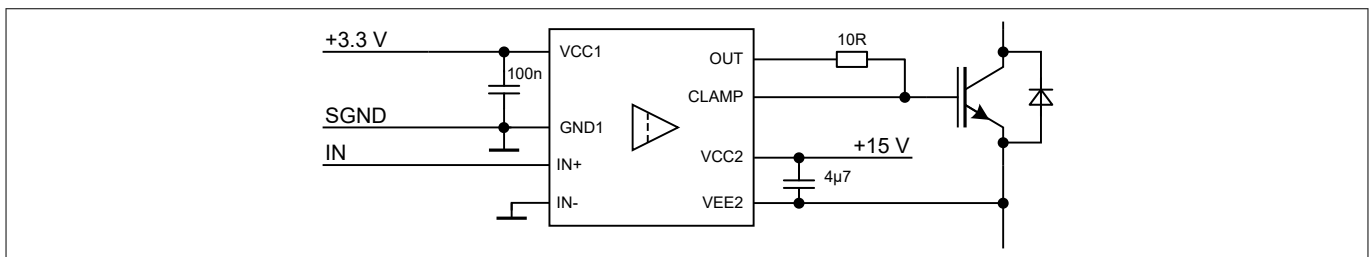 +3.3 V
VCC1
100n
SGND
GND1
IN
IN+
IN-
OUT
10R
CLAMP
VCC2
+15 V
4µ7
VEE2